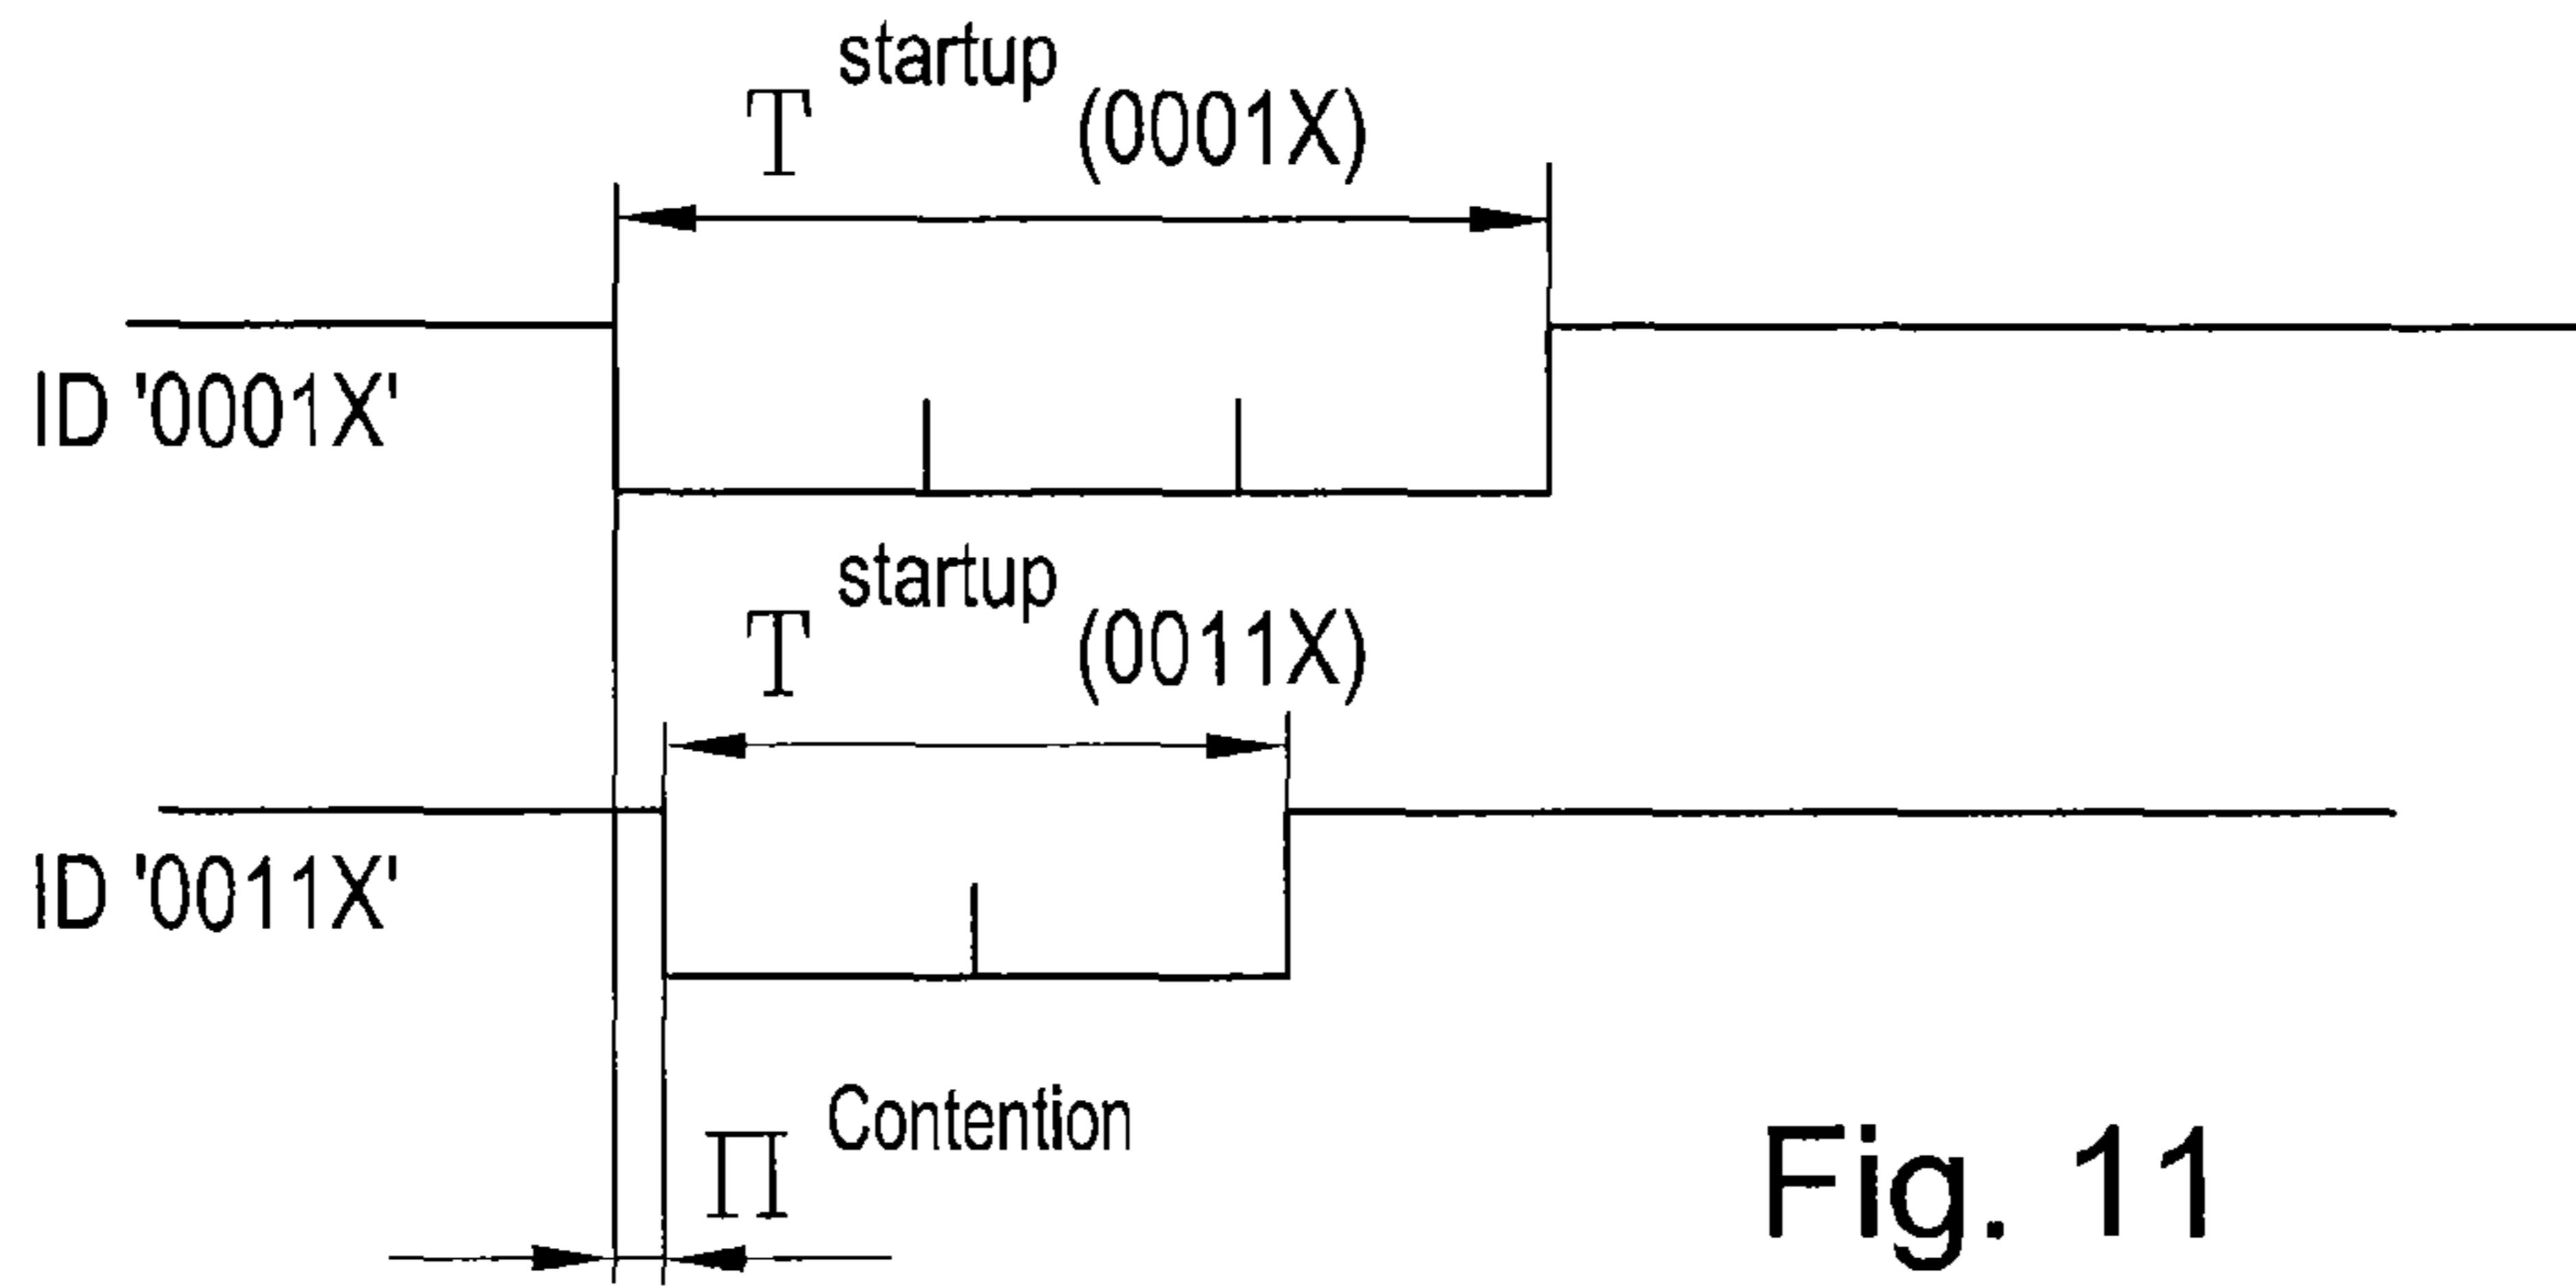 T startup (0001X)
ID '0001X'
T startup (0011X)
ID '0011X'
Π Contention
Fig. 11